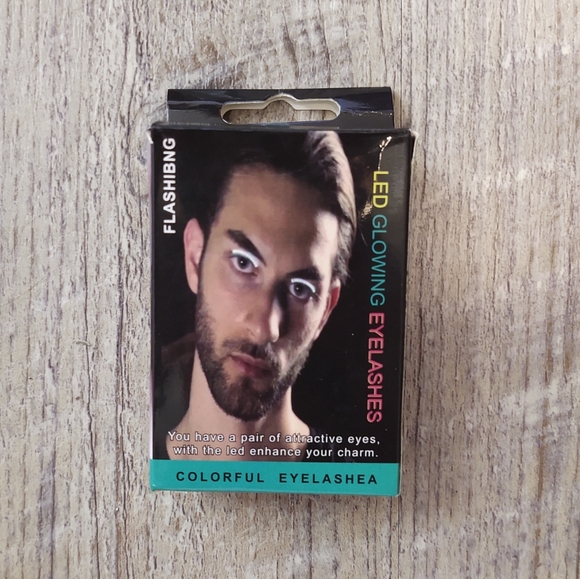 FLASHIBNG
LED GLOWING EYELASHES
You have a pair of attractive eyes,
with the led enhance your charm.
COLORFUL EYELASHEA